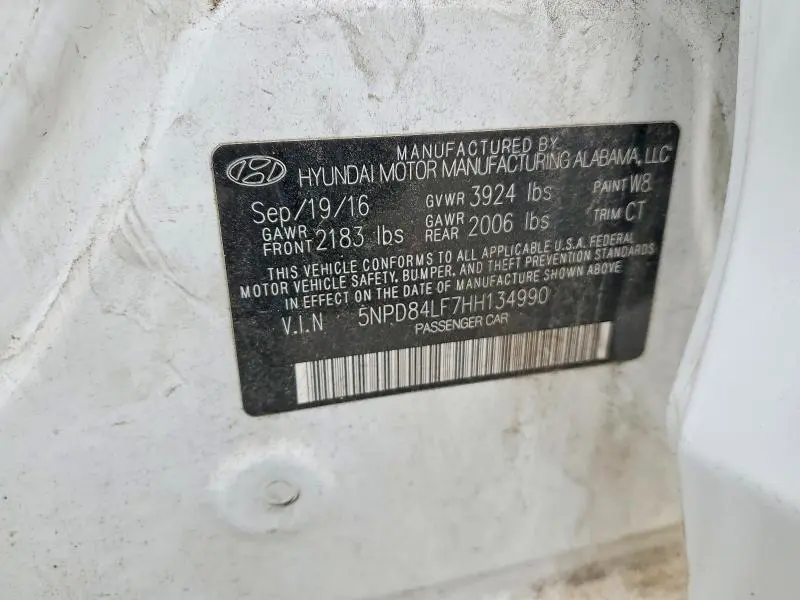 MANUFACTURED BY
HYUNDAI MOTOR MANUFACTURING ALABAMA, LLC
Sep/19/16 GVWR 3924 lbs PAINT W8
GAWR FRONT 2183 lbs GAWR REAR 2006 lbs TRIM CT
THIS VEHICLE CONFORMS TO ALL APPLICABLE U.S.A. FEDERAL
MOTOR VEHICLE SAFETY, BUMPER, AND THEFT PREVENTION STANDARDS
IN EFFECT ON THE DATE OF MANUFACTURE SHOWN ABOVE
V.I.N 5NPD84LF7HH134990
PASSENGER CAR